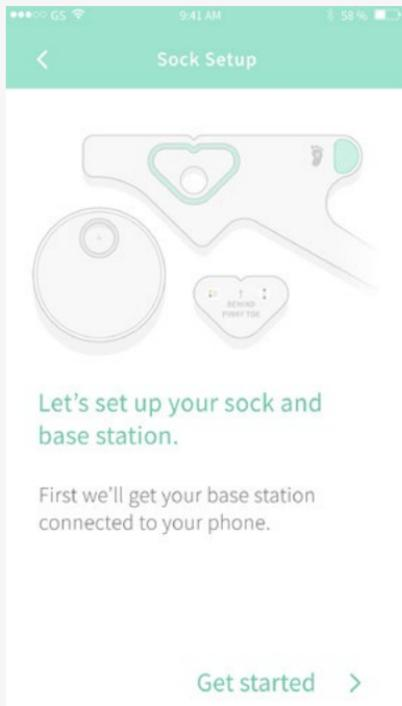 GS 9:41 AM 58 %
Sock Setup
BEHIND
PINKY TOE
Let's set up your sock and
base station.
First we'll get your base station
connected to your phone.
Get started